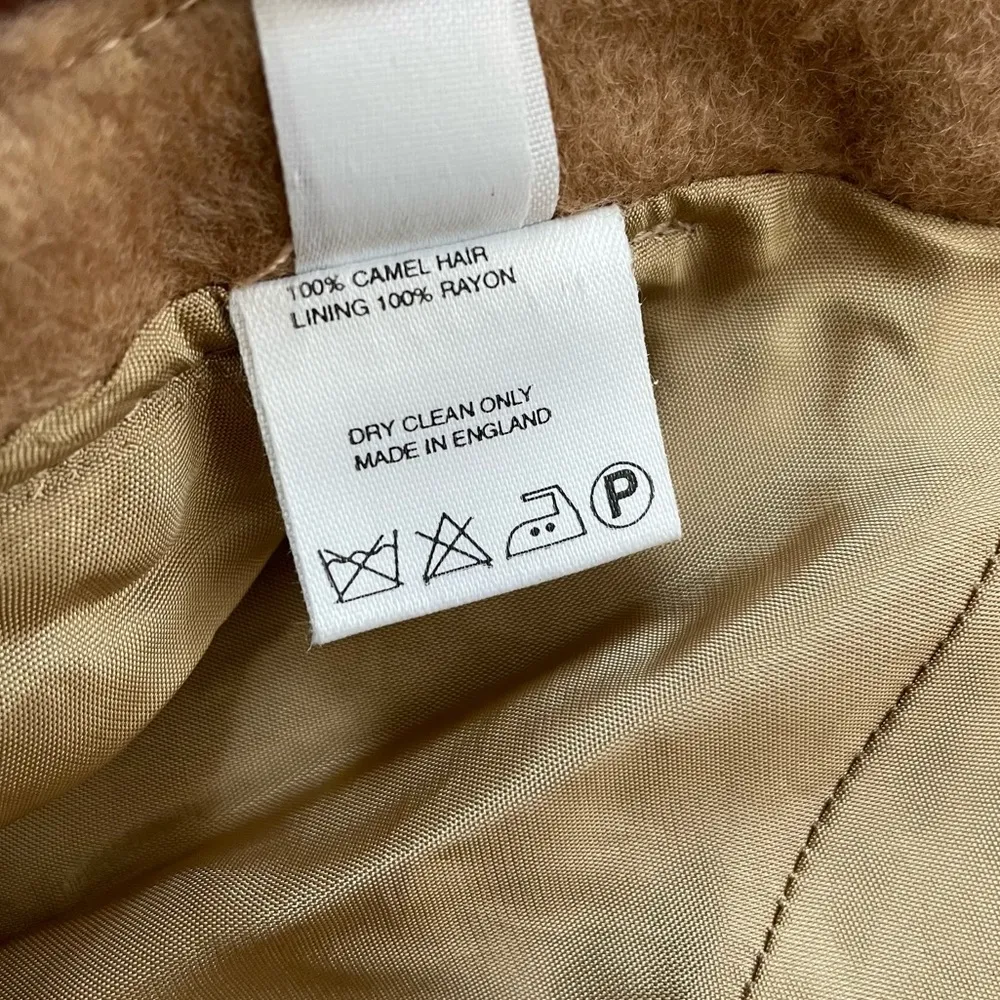 100% CAMEL HAIR
LINING 100% RAYON
DRY CLEAN ONLY
MADE IN ENGLAND
P